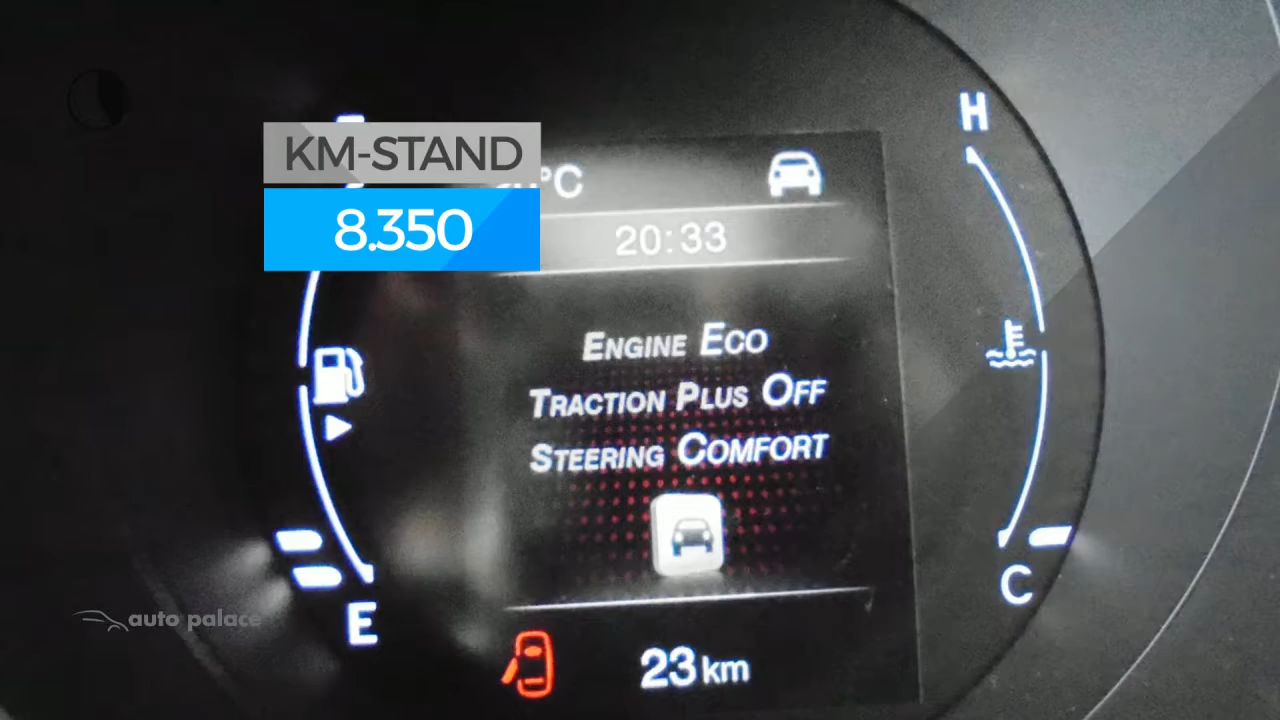 H
KM-STAND
°C
8.350
20:33
ENGINE ECO
TRACTION PLUS OFF
STEERING COMFORT
C
auto palace
E
23 km